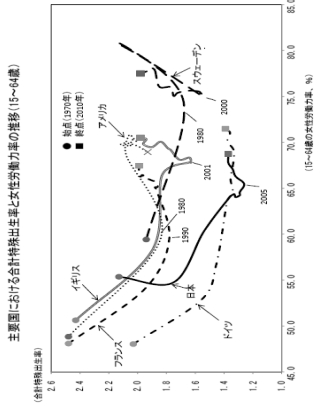 主要国における合計特殊出生率と女性労働力率の推移(15～64歳)
(合計特殊出生率)
2.6
2.4
2.2
2.0
1.8
1.6
1.4
1.2
1.0
45.0
50.0
55.0
60.0
65.0
70.0
75.0
80.0
85.0
(15～64歳の女性労働力率、%)
始点(1970年)
終点(2010年)
イギリス
フランス
アメリカ
スウェーデン
日本
ドイツ
1980
1990
1980
2001
2000
2005